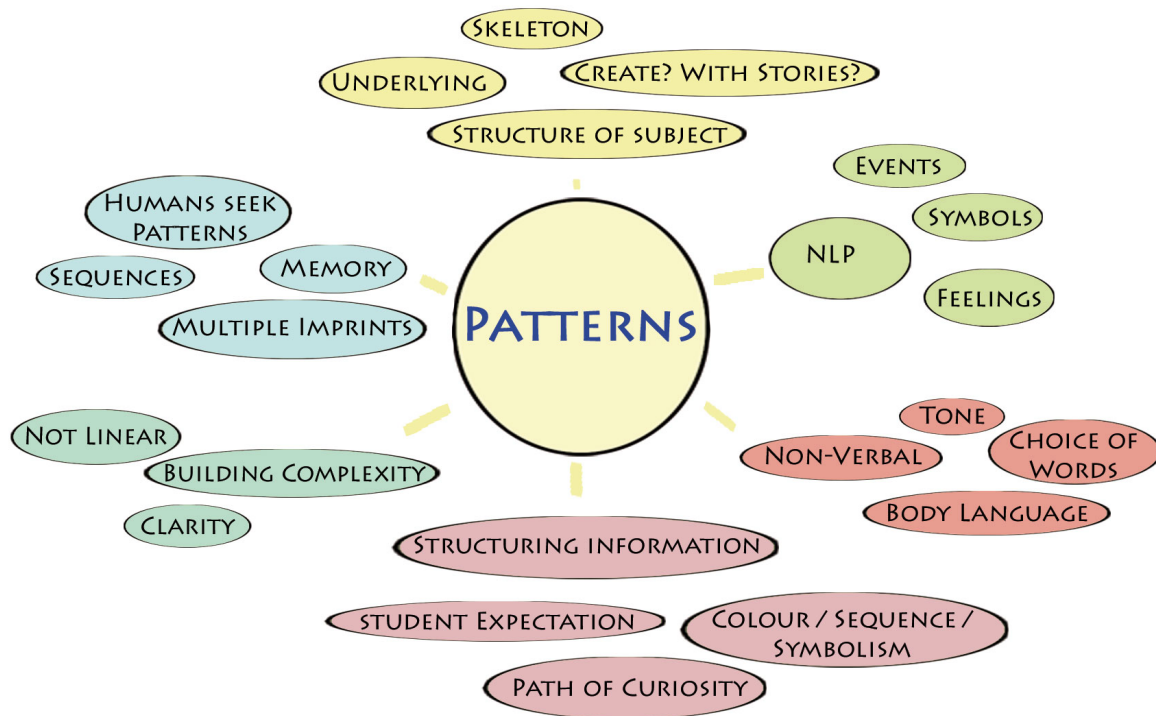 Skeleton
Underlying
Create? With Stories?
Structure of subject
Events
Symbols
NLP
Feelings
Humans seek
Patterns
Sequences
Memory
Multiple Imprints
Patterns
Not Linear
Building Complexity
Clarity
Tone
Non-Verbal
Choice of
Words
Body Language
Structuring information
student Expectation
Colour / Sequence /
Symbolism
Path of Curiosity